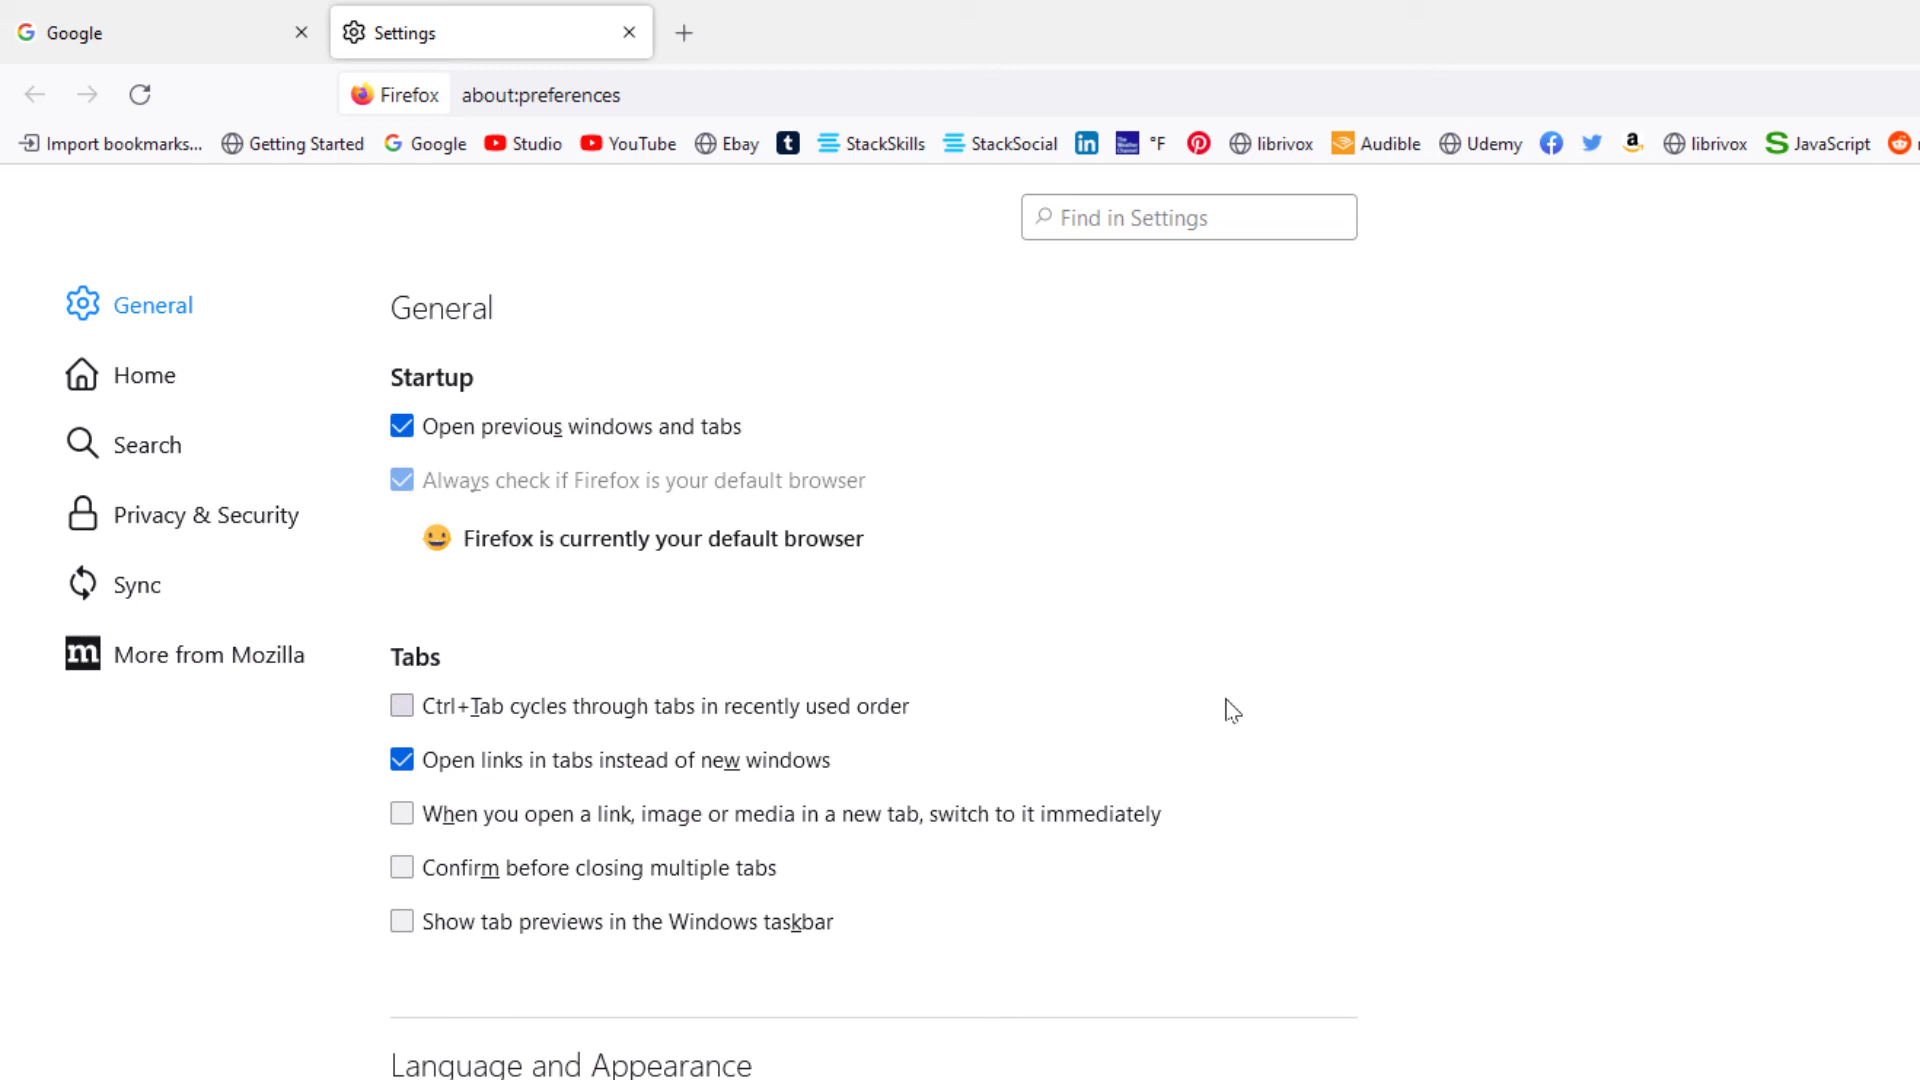 Google
Settings
Firefox about:preferences
Import bookmarks... Getting Started Google Studio YouTube Ebay t StackSkills StackSocial in The Weather Channel °F librivox Audible Udemy a librivox JavaScript
Find in Settings
General
Home
Search
Privacy & Security
Sync
m More from Mozilla
General
Startup
Open previous windows and tabs
Always check if Firefox is your default browser
Firefox is currently your default browser
Tabs
Ctrl+Tab cycles through tabs in recently used order
Open links in tabs instead of new windows
When you open a link, image or media in a new tab, switch to it immediately
Confirm before closing multiple tabs
Show tab previews in the Windows taskbar
Language and Appearance